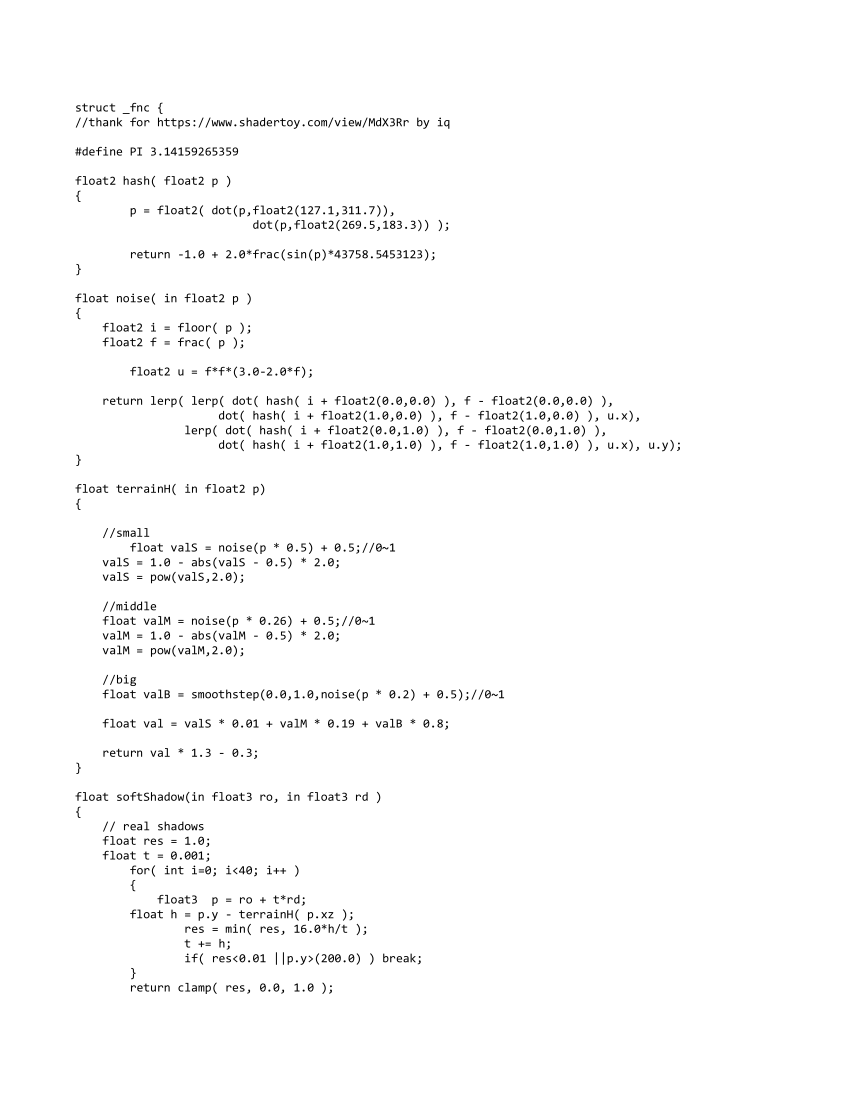 struct _fnc {
//thank for https://www.shadertoy.com/view/MdX3Rr by iq

#define PI 3.14159265359

float2 hash( float2 p )
{
        p = float2( dot(p,float2(127.1,311.7)),
                          dot(p,float2(269.5,183.3)) );

        return -1.0 + 2.0*frac(sin(p)*43758.5453123);
}

float noise( in float2 p )
{
    float2 i = floor( p );
    float2 f = frac( p );

        float2 u = f*f*(3.0-2.0*f);

    return lerp( lerp( dot( hash( i + float2(0.0,0.0) ), f - float2(0.0,0.0) ),
                     dot( hash( i + float2(1.0,0.0) ), f - float2(1.0,0.0) ), u.x),
                lerp( dot( hash( i + float2(0.0,1.0) ), f - float2(0.0,1.0) ),
                     dot( hash( i + float2(1.0,1.0) ), f - float2(1.0,1.0) ), u.x), u.y);
}

float terrainH( in float2 p)
{

    //small
        float valS = noise(p * 0.5) + 0.5;//0~1
    valS = 1.0 - abs(valS - 0.5) * 2.0;
    valS = pow(valS,2.0);

    //middle
    float valM = noise(p * 0.26) + 0.5;//0~1
    valM = 1.0 - abs(valM - 0.5) * 2.0;
    valM = pow(valM,2.0);

    //big
    float valB = smoothstep(0.0,1.0,noise(p * 0.2) + 0.5);//0~1

    float val = valS * 0.01 + valM * 0.19 + valB * 0.8;

    return val * 1.3 - 0.3;
}

float softShadow(in float3 ro, in float3 rd )
{
    // real shadows
    float res = 1.0;
    float t = 0.001;
        for( int i=0; i<40; i++ )
        {
            float3  p = ro + t*rd;
        float h = p.y - terrainH( p.xz );
                res = min( res, 16.0*h/t );
                t += h;
                if( res<0.01 ||p.y>(200.0) ) break;
        }
        return clamp( res, 0.0, 1.0 );